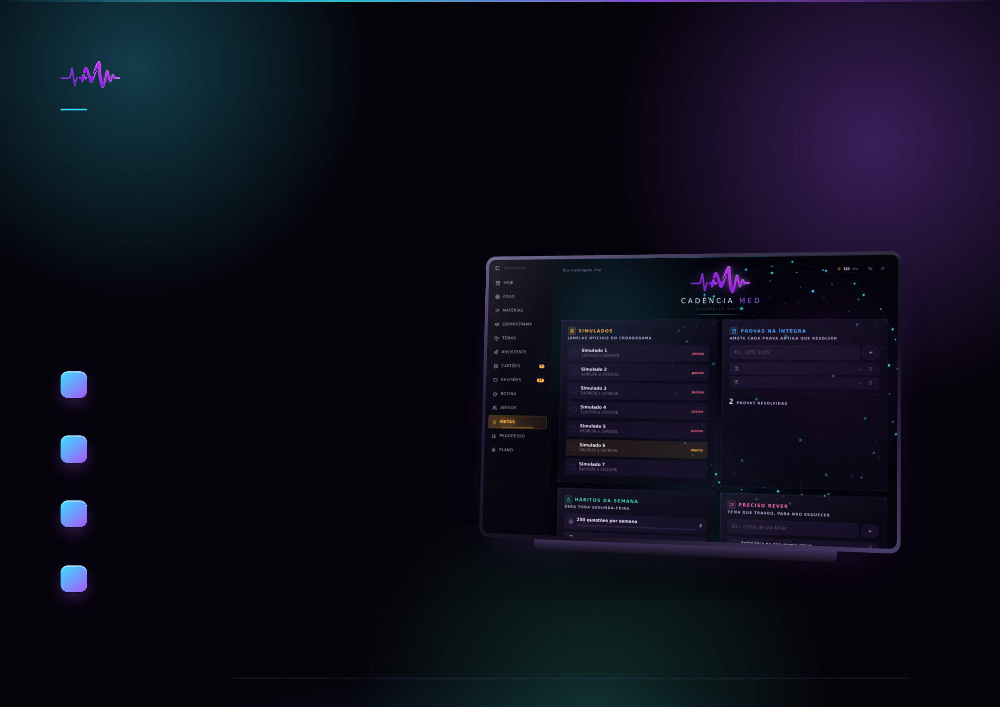 NAVEGAÇÃO
HOJE
FOCO
MATÉRIAS
CRONOGRAMA
TEMAS
ASSISTENTE
CARTÕES 5
REVISÕES 17
ROTINA
AMIGOS
METAS
PROGRESSO
PLANO
Boa madrugada, Ana
184 dias
CADÊNCIA MED
RESIDÊNCIA
SIMULADOS
JANELAS OFICIAIS DO CRONOGRAMA
Simulado 1
12/04/26 a 22/04/26
passou
Simulado 2
10/05/26 a 20/05/26
passou
Simulado 3
14/06/26 a 24/06/26
passou
Simulado 4
12/07/26 a 22/07/26
passou
Simulado 5
09/08/26 a 19/08/26
passou
Simulado 6
06/09/26 a 16/09/26
aberto
Simulado 7
04/10/26 a 14/10/26
PROVAS NA ÍNTEGRA
ANOTE CADA PROVA ANTIGA QUE RESOLVER
Ex.: UFRJ 2019
+
2 PROVAS RESOLVIDAS
HÁBITOS DA SEMANA
ZERA TODA SEGUNDA-FEIRA
250 questões por semana
0
PRECISO REVER
TEMA QUE TRAVOU, PARA NÃO ESQUECER
Ex.: cistos de via biliar
+
Antibiótico na pneumonia grave